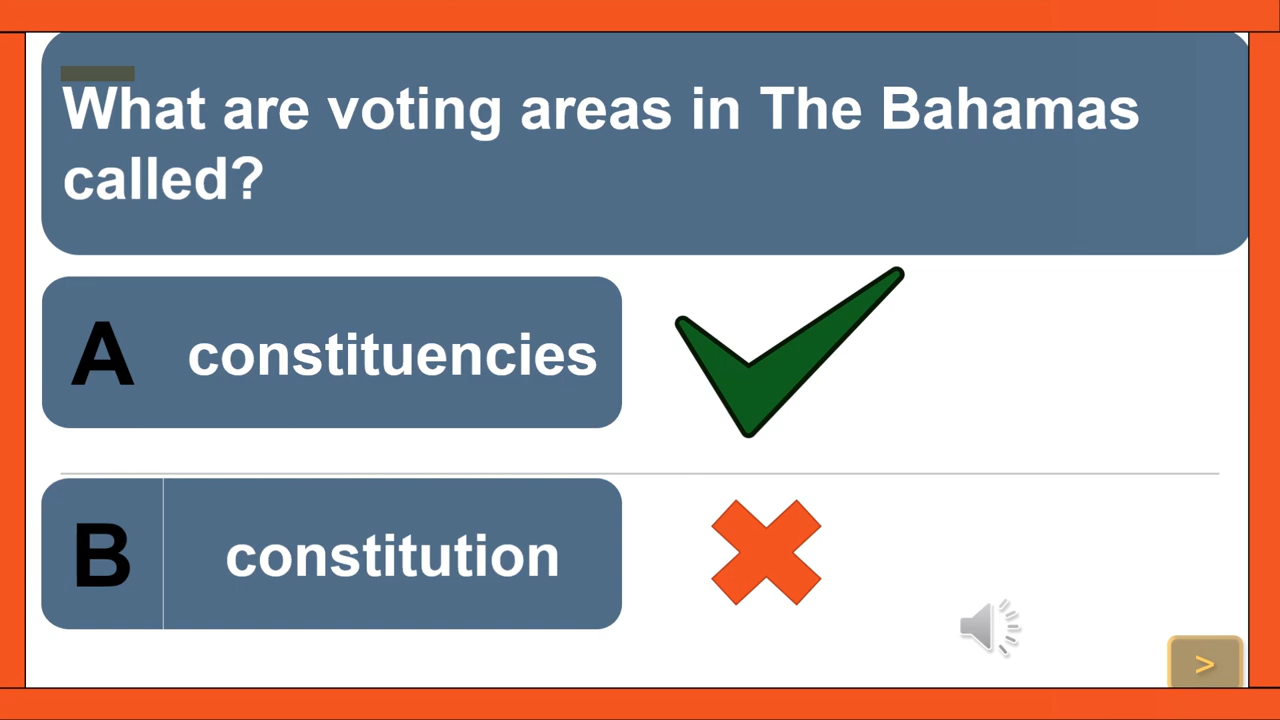 What are voting areas in The Bahamas
called?
A constituencies
B constitution
>